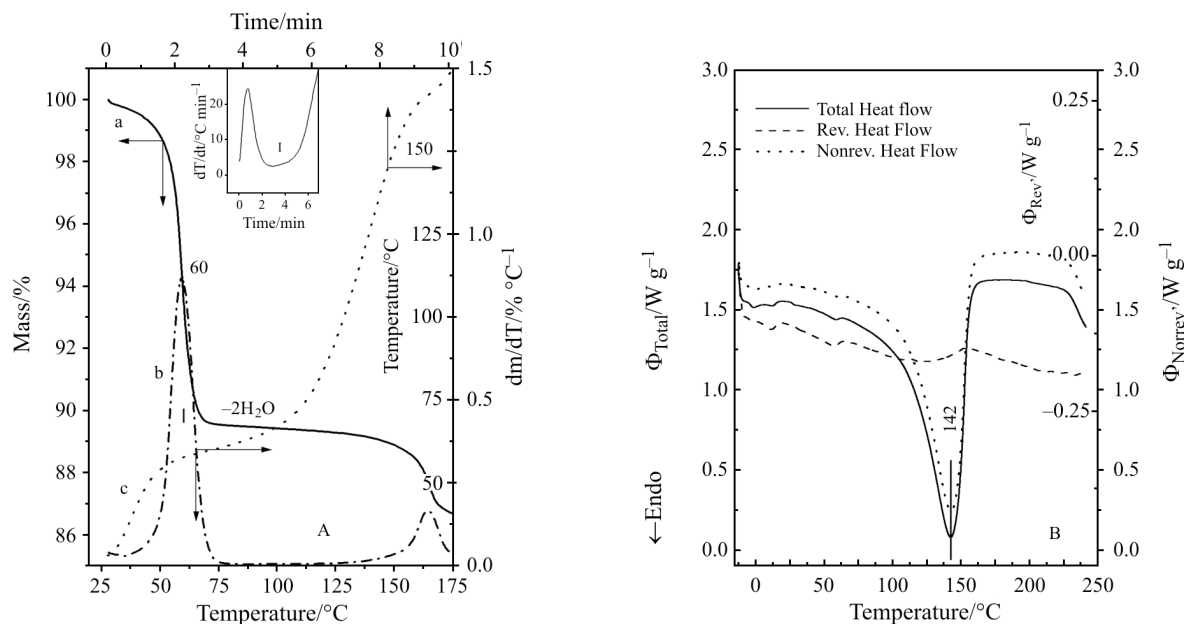 Time/min
0 2 4 6 8 10
100
98
96
94
92
90
88
86
Mass/%
a
b
c
20
10
0
dT/dt/°C min⁻¹
I
0 2 4 6
Time/min
60
−2H₂O
150
125
100
75
50
Temperature/°C
1.5
1.0
0.5
0.0
dm/dT/% °C⁻¹
A
25 50 75 100 125 150 175
Temperature/°C
3.0
2.5
2.0
1.5
1.0
0.5
0.0
Φ_Total/W g⁻¹
←Endo
Total Heat flow
Rev. Heat Flow
Nonrev. Heat Flow
142
0.25
0.00
−0.25
Φ_Rev,/W g⁻¹
3.0
2.5
2.0
1.5
1.0
0.5
0.0
Φ_Norrev,/W g⁻¹
B
0 50 100 150 200 250
Temperature/°C